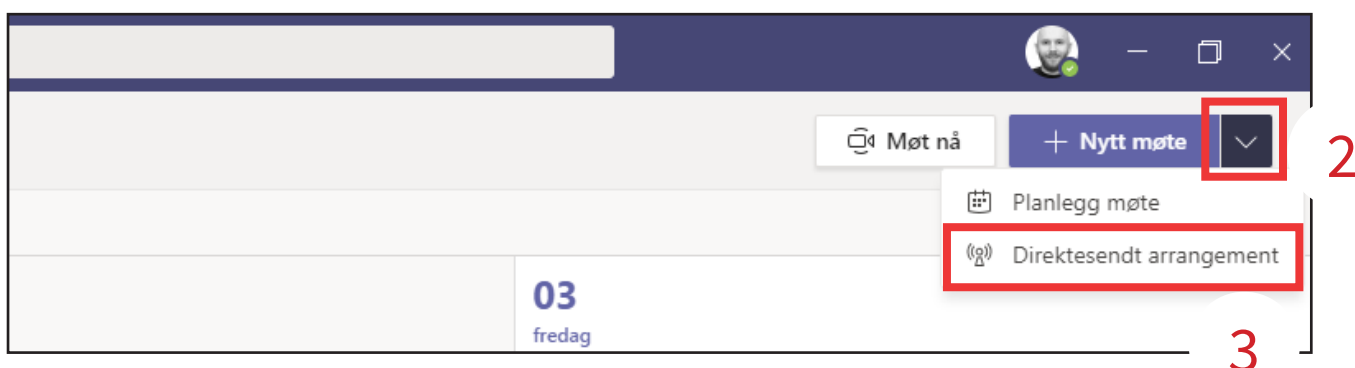 Møt nå
Nytt møte
2
Planlegg møte
Direktesendt arrangement
03
fredag
3